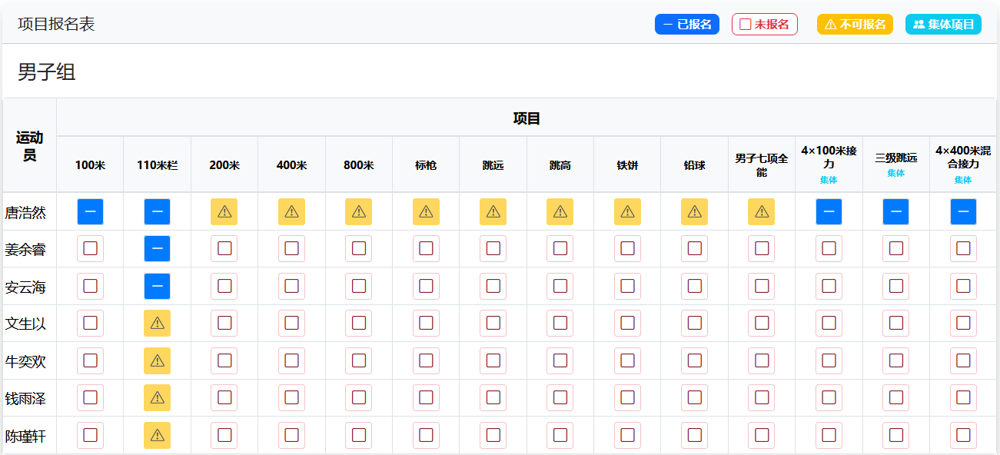 项目报名表
已报名
未报名
不可报名
集体项目
男子组
运动
员
项目
100米
110米栏
200米
400米
800米
标枪
跳远
跳高
铁饼
铅球
男子七项全
能
4×100米接
力
集体
三级跳远
集体
4×400米混
合接力
集体
唐浩然
姜余睿
安云海
文生以
牛奕欢
钱雨泽
陈瑾轩